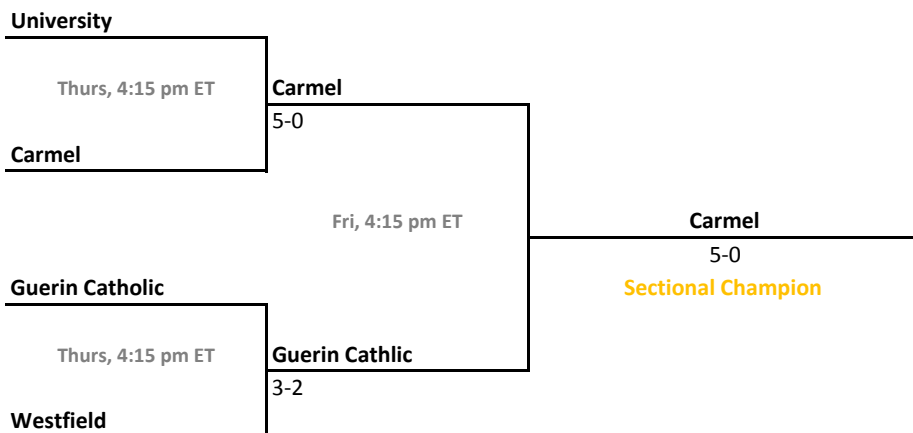 University
Thurs, 4:15 pm ET
Carmel
5-0
Carmel
Fri, 4:15 pm ET
Carmel
5-0
Guerin Catholic
Sectional Champion
Thurs, 4:15 pm ET
Guerin Cathlic
3-2
Westfield